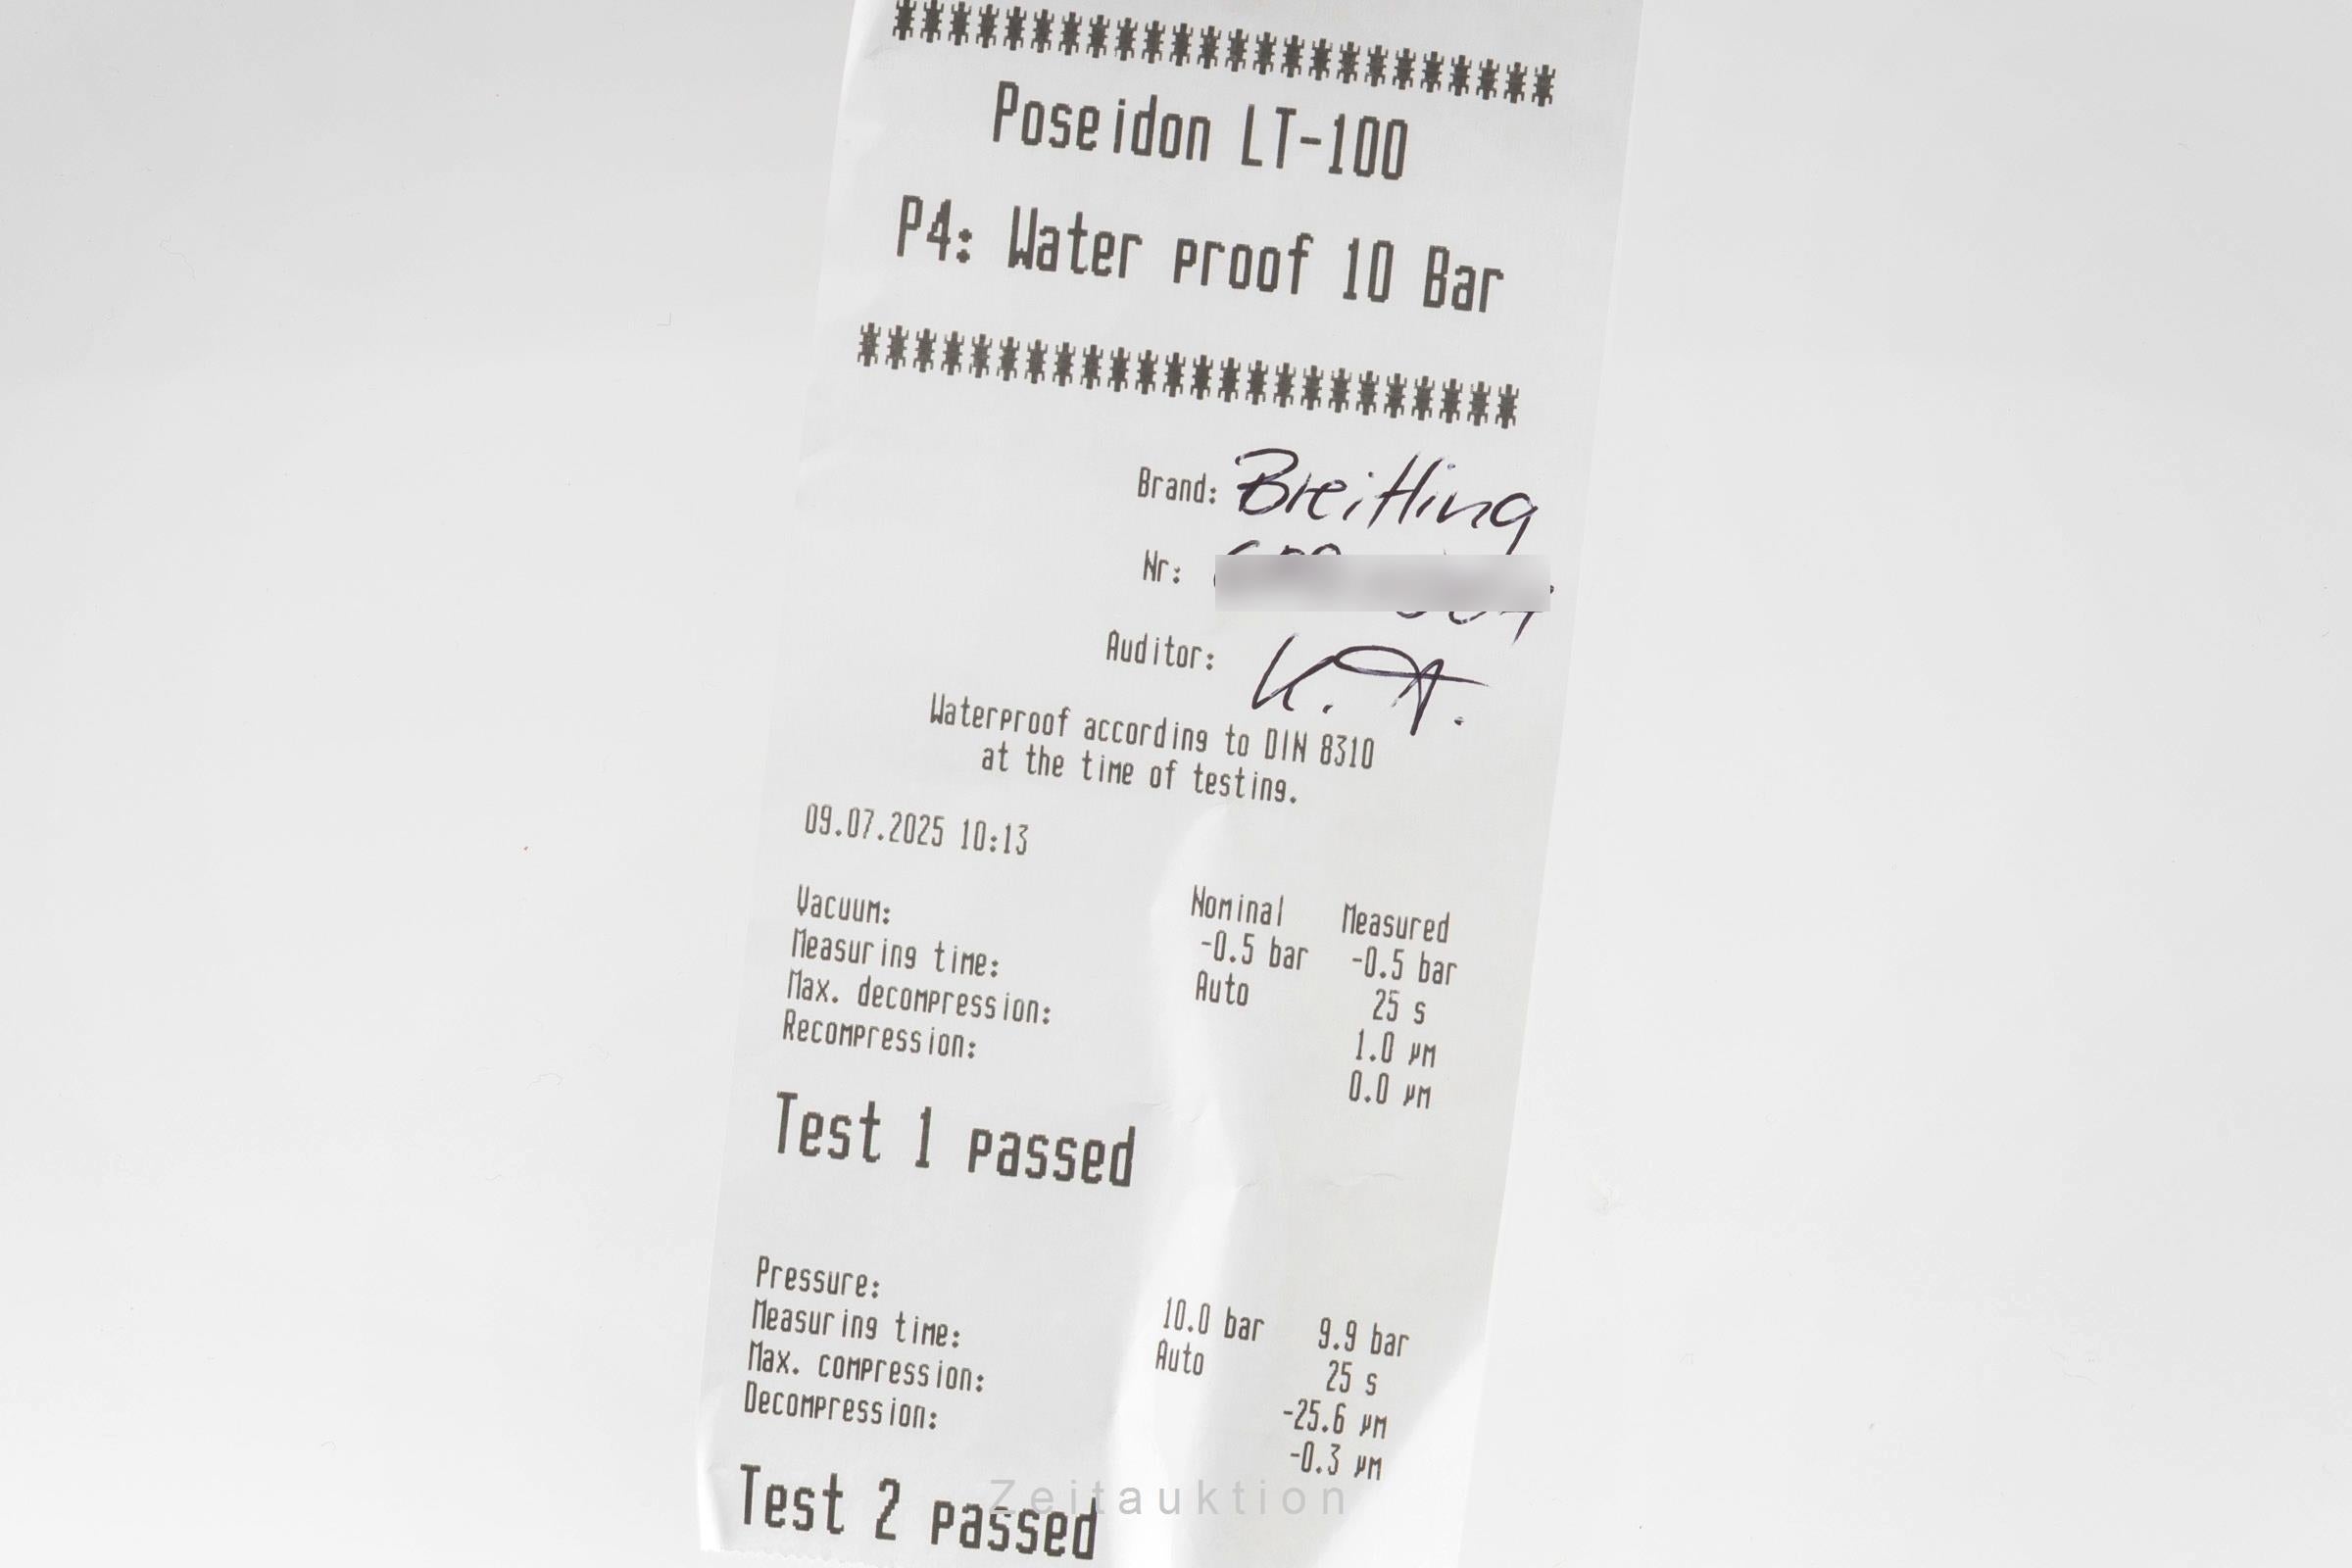 ************************
Poseidon LT-100
P4: Water proof 10 Bar
************************
Brand: Breitling
Nr:
Auditor: K. A.
Waterproof according to DIN 8310
at the time of testing.
09.07.2025 10:13
Nominal Measured
Vacuum: -0.5 bar -0.5 bar
Measuring time: Auto 25 s
Max. decompression: 1.0 µm
Recompression: 0.0 µm
Test 1 passed
Pressure: 10.0 bar 9.9 bar
Measuring time: Auto 25 s
Max. compression: -25.6 µm
Decompression: -0.3 µm
Test 2 passed
Zeitauktion